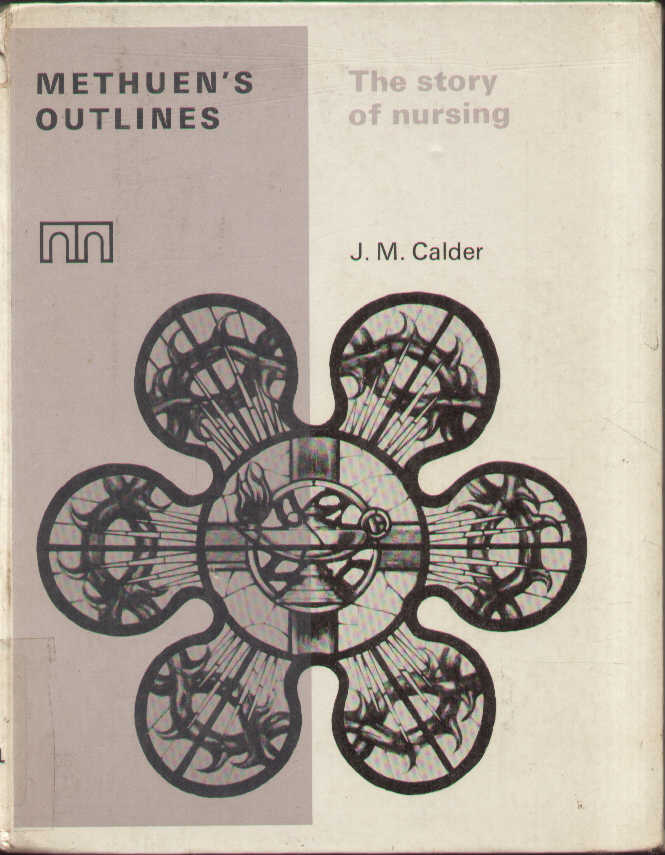 METHUEN'S
OUTLINES
The story
of nursing
J. M. Calder